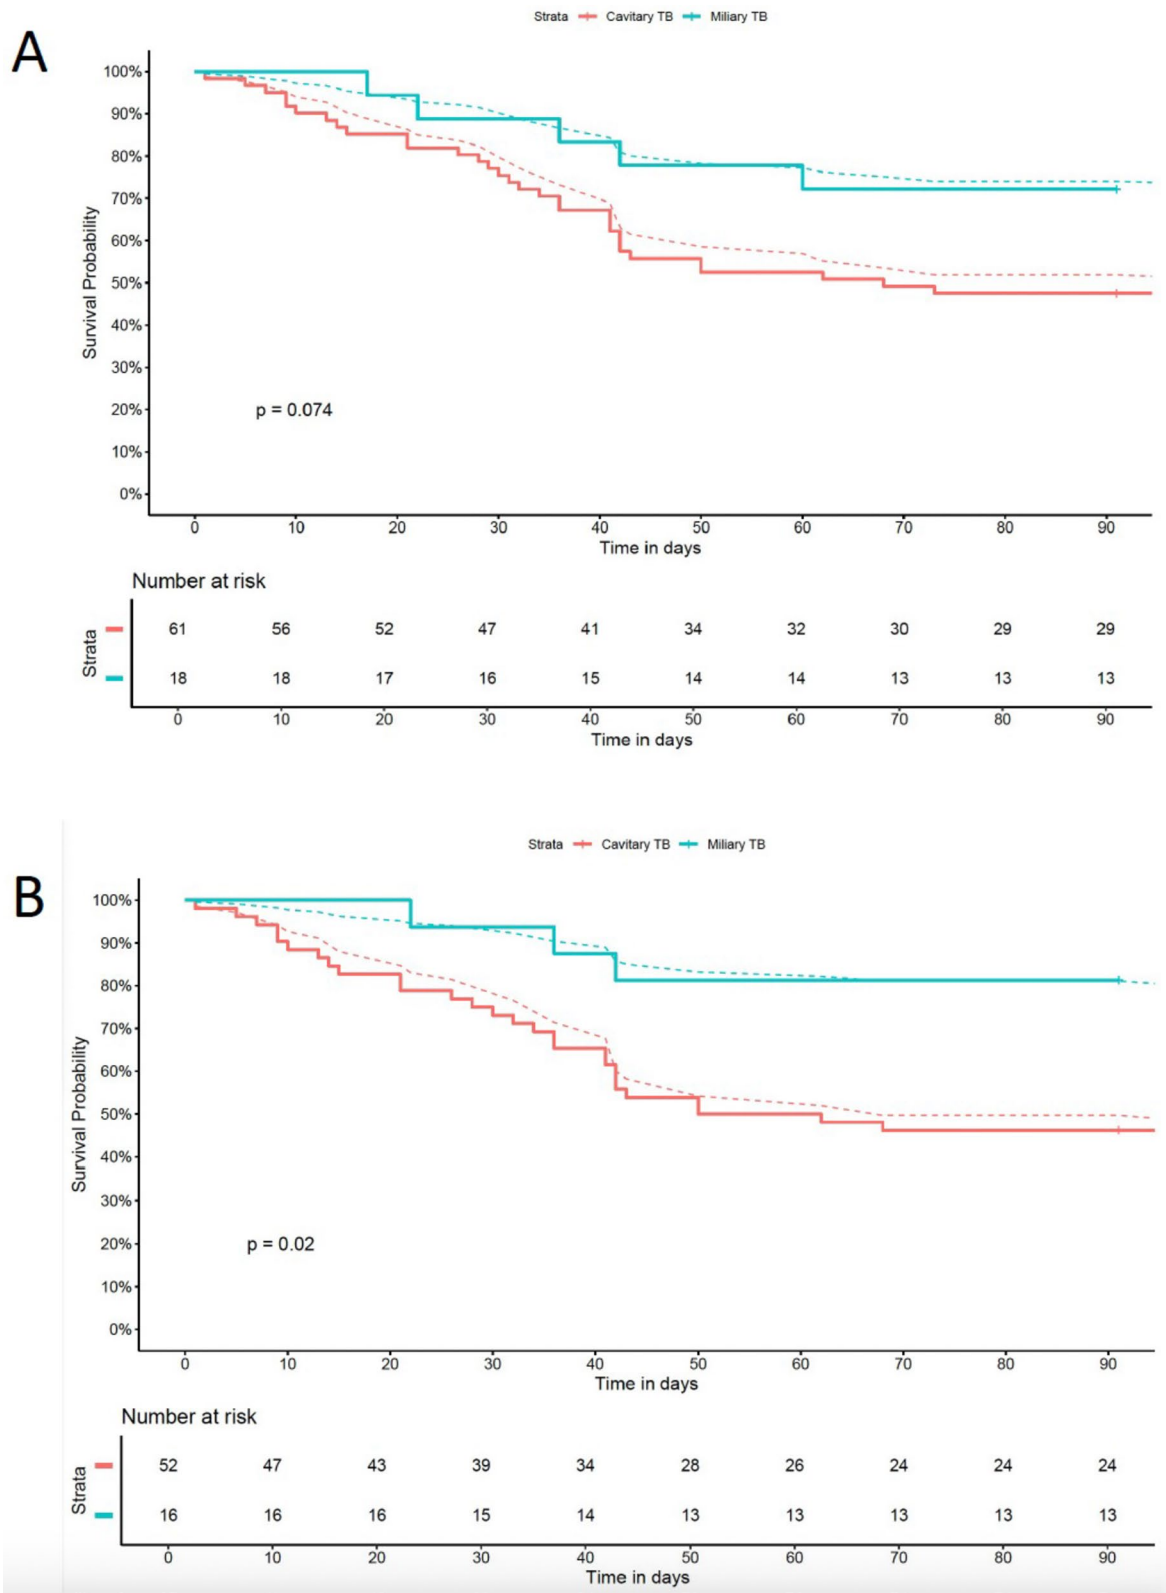 Strata Cavitary TB Miliary TB
A
100%
90%
80%
70%
60%
50%
40%
30%
20%
10%
0%
Survival Probability
p = 0.074
0 10 20 30 40 50 60 70 80 90
Time in days
Number at risk
Strata
61 56 52 47 41 34 32 30 29 29
18 18 17 16 15 14 14 13 13 13
0 10 20 30 40 50 60 70 80 90
Time in days
Strata Cavitary TB Miliary TB
B
100%
90%
80%
70%
60%
50%
40%
30%
20%
10%
0%
Survival Probability
p = 0.02
0 10 20 30 40 50 60 70 80 90
Time in days
Number at risk
Strata
52 47 43 39 34 28 26 24 24 24
16 16 16 15 14 13 13 13 13 13
0 10 20 30 40 50 60 70 80 90
Time in days